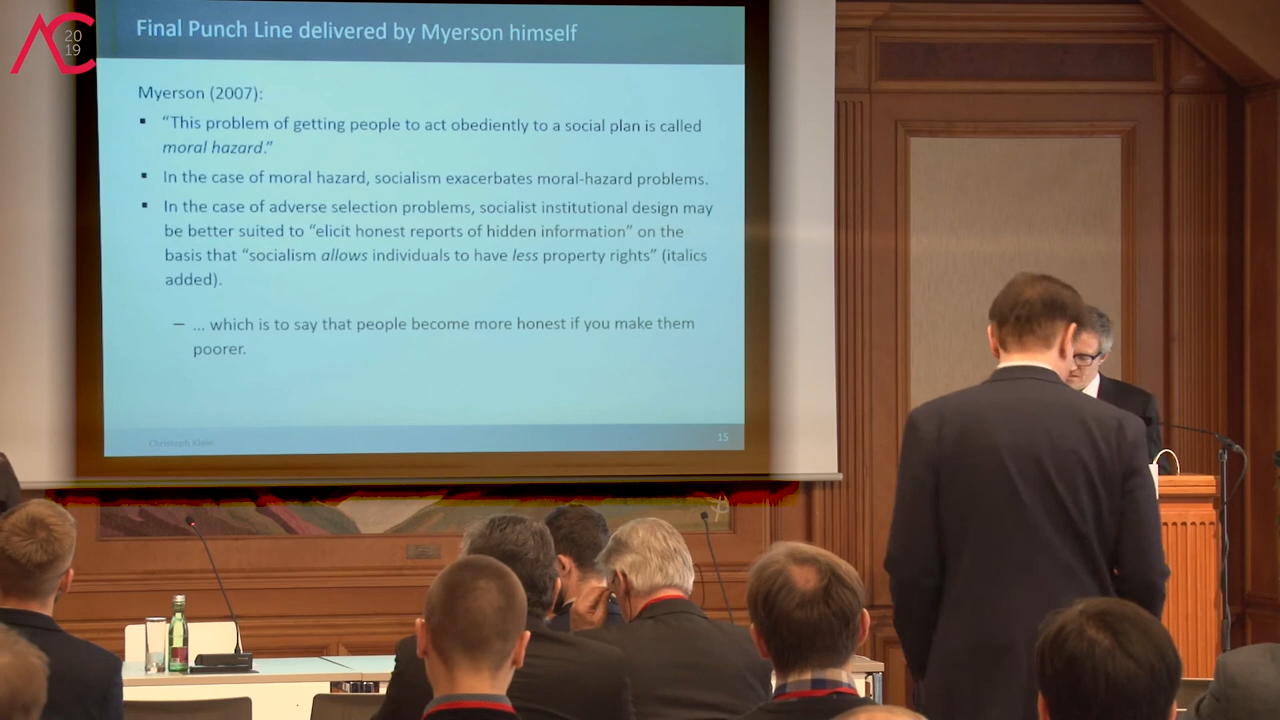 AC
20
19
Final Punch Line delivered by Myerson himself
Myerson (2007):
▪ “This problem of getting people to act obediently to a social plan is called
moral hazard.”
▪ In the case of moral hazard, socialism exacerbates moral-hazard problems.
▪ In the case of adverse selection problems, socialist institutional design may
be better suited to “elicit honest reports of hidden information” on the
basis that “socialism allows individuals to have less property rights” (italics
added).
– ... which is to say that people become more honest if you make them
poorer.
Christoph Klein
15